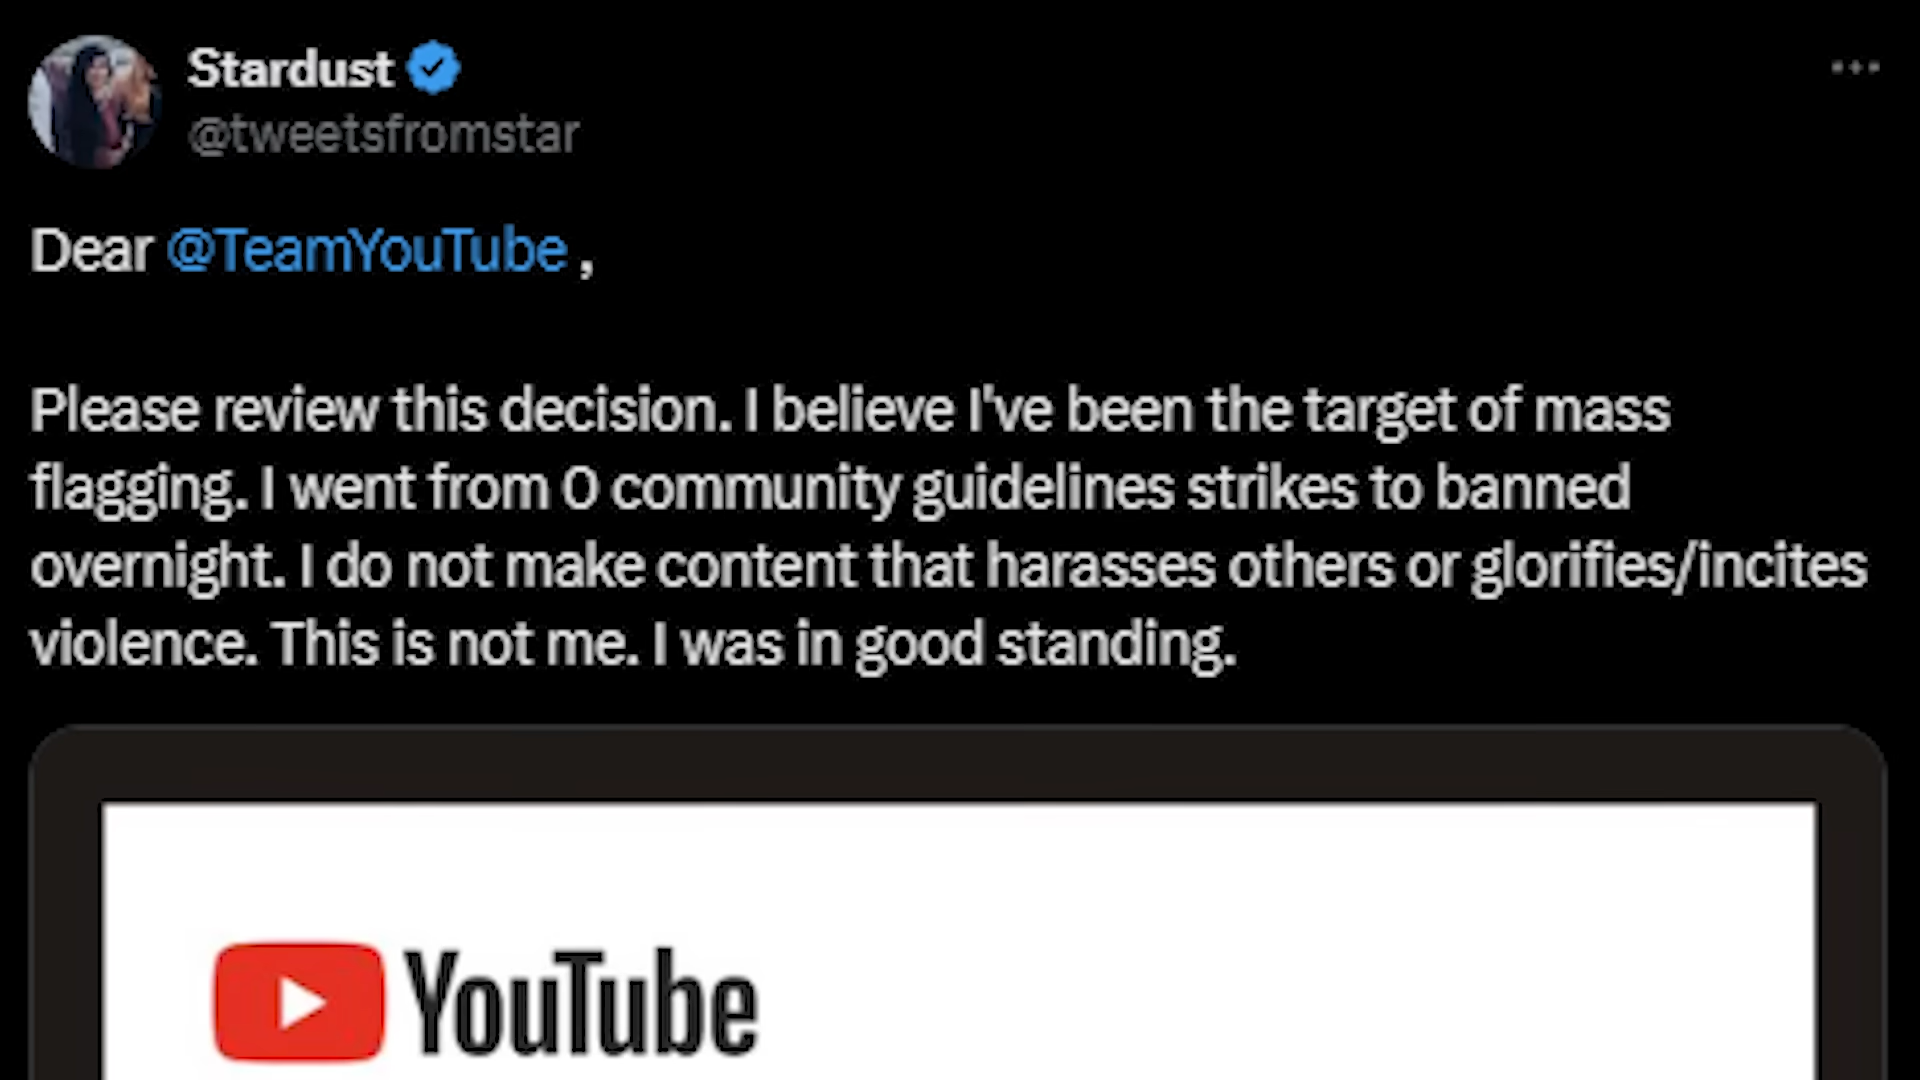 Stardust
@tweetsfromstar
Dear @TeamYouTube ,
Please review this decision. I believe I've been the target of mass
flagging. I went from 0 community guidelines strikes to banned
overnight. I do not make content that harasses others or glorifies/incites
violence. This is not me. I was in good standing.
YouTube